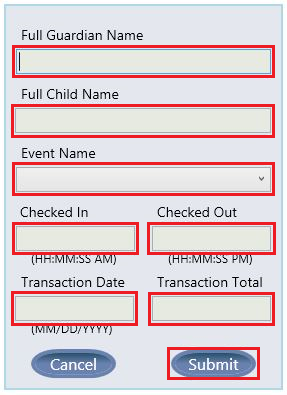 Full Guardian Name
Full Child Name
Event Name
Checked In Checked Out
(HH:MM:SS AM) (HH:MM:SS PM)
Transaction Date Transaction Total
(MM/DD/YYYY)
Cancel Submit